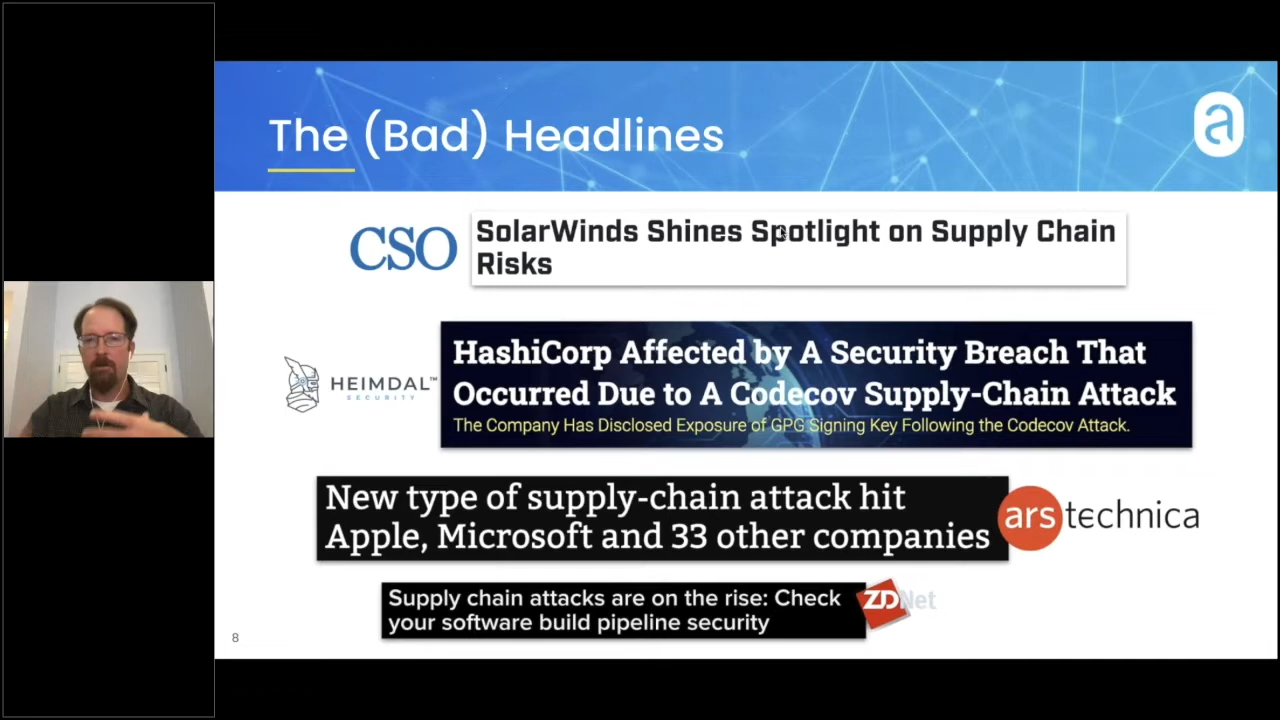 The (Bad) Headlines
a
CSO
SolarWinds Shines Spotlight on Supply Chain
Risks
HEIMDAL™
SECURITY
HashiCorp Affected by A Security Breach That
Occurred Due to A Codecov Supply-Chain Attack
The Company Has Disclosed Exposure of GPG Signing Key Following the Codecov Attack.
New type of supply-chain attack hit
Apple, Microsoft and 33 other companies
ars technica
Supply chain attacks are on the rise: Check
your software build pipeline security
ZDNet
8